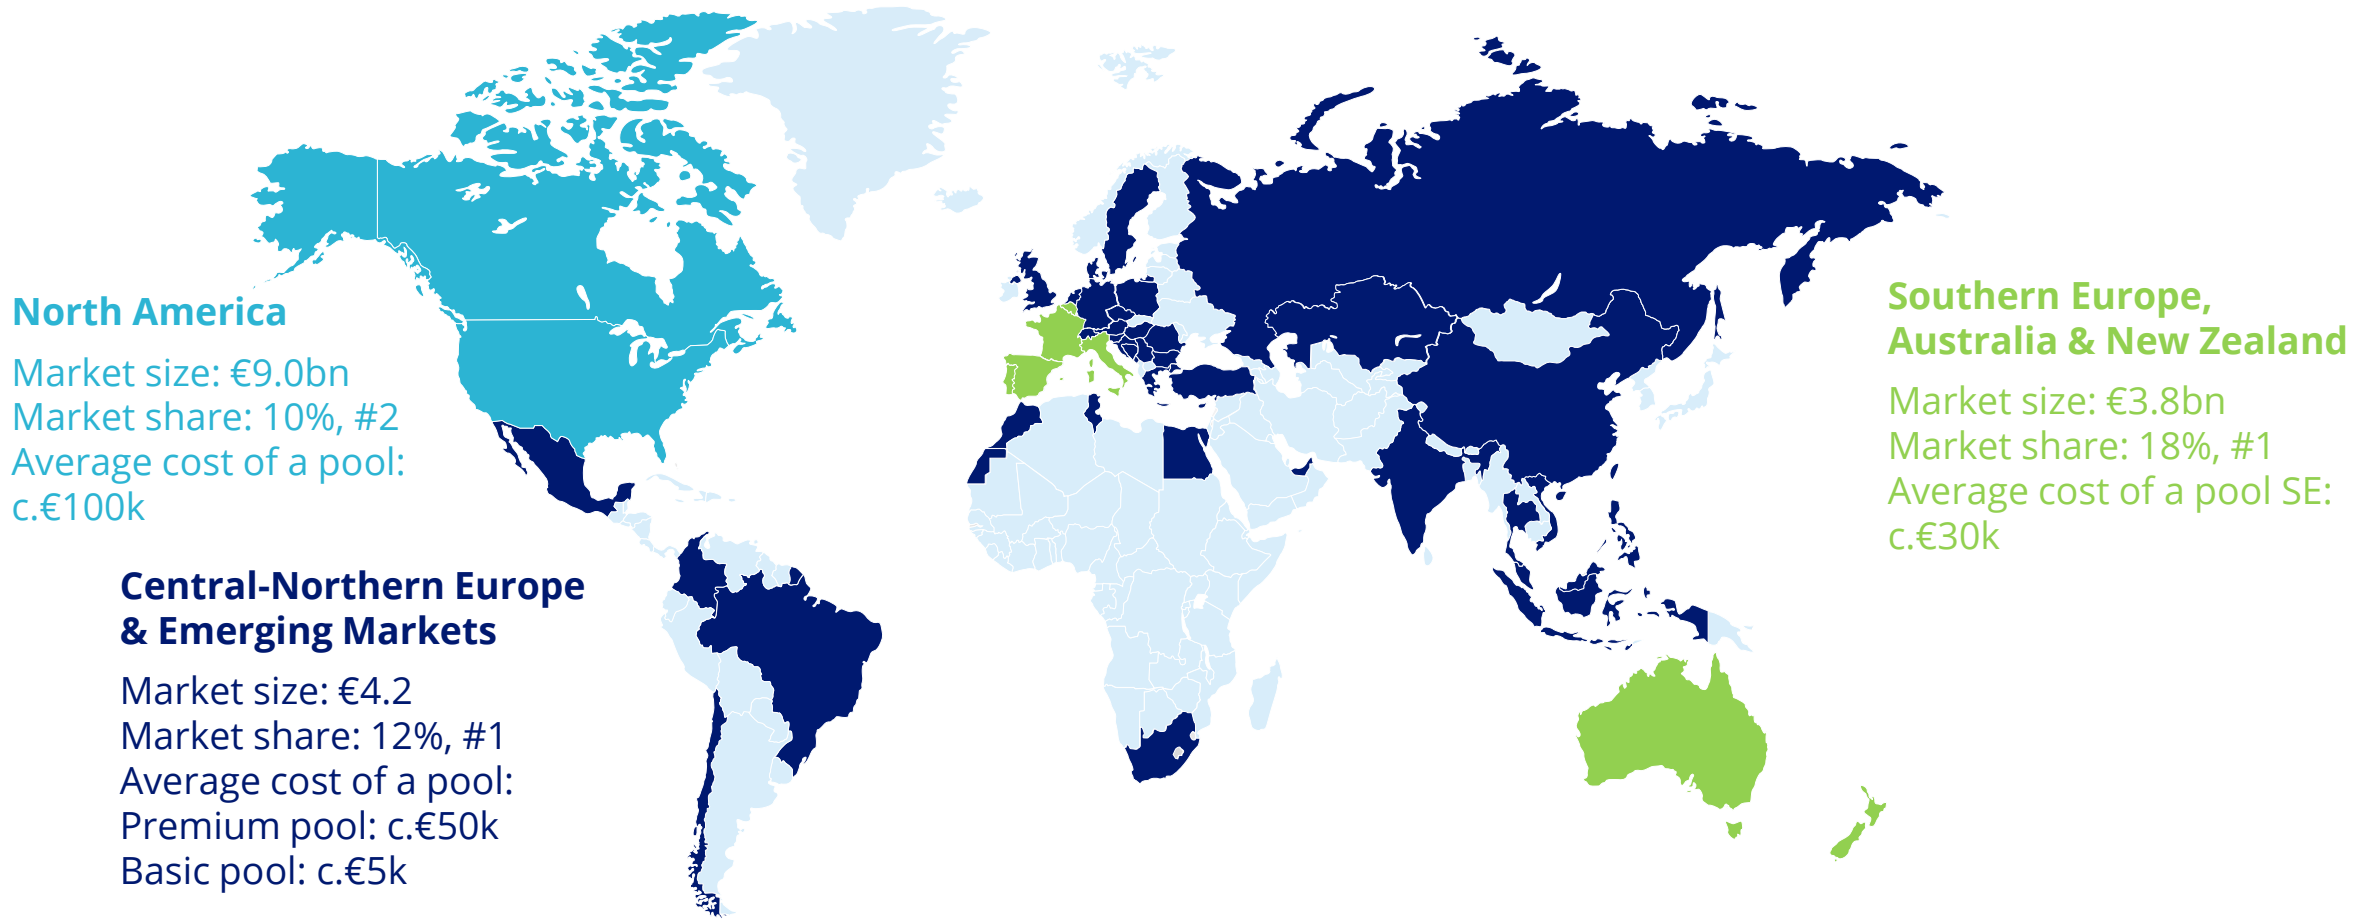 North America
Market size: €9.0bn
Market share: 10%, #2
Average cost of a pool:
c.€100k
Central-Northern Europe
& Emerging Markets
Market size: €4.2
Market share: 12%, #1
Average cost of a pool:
Premium pool: c.€50k
Basic pool: c.€5k
Southern Europe,
Australia & New Zealand
Market size: €3.8bn
Market share: 18%, #1
Average cost of a pool SE:
c.€30k